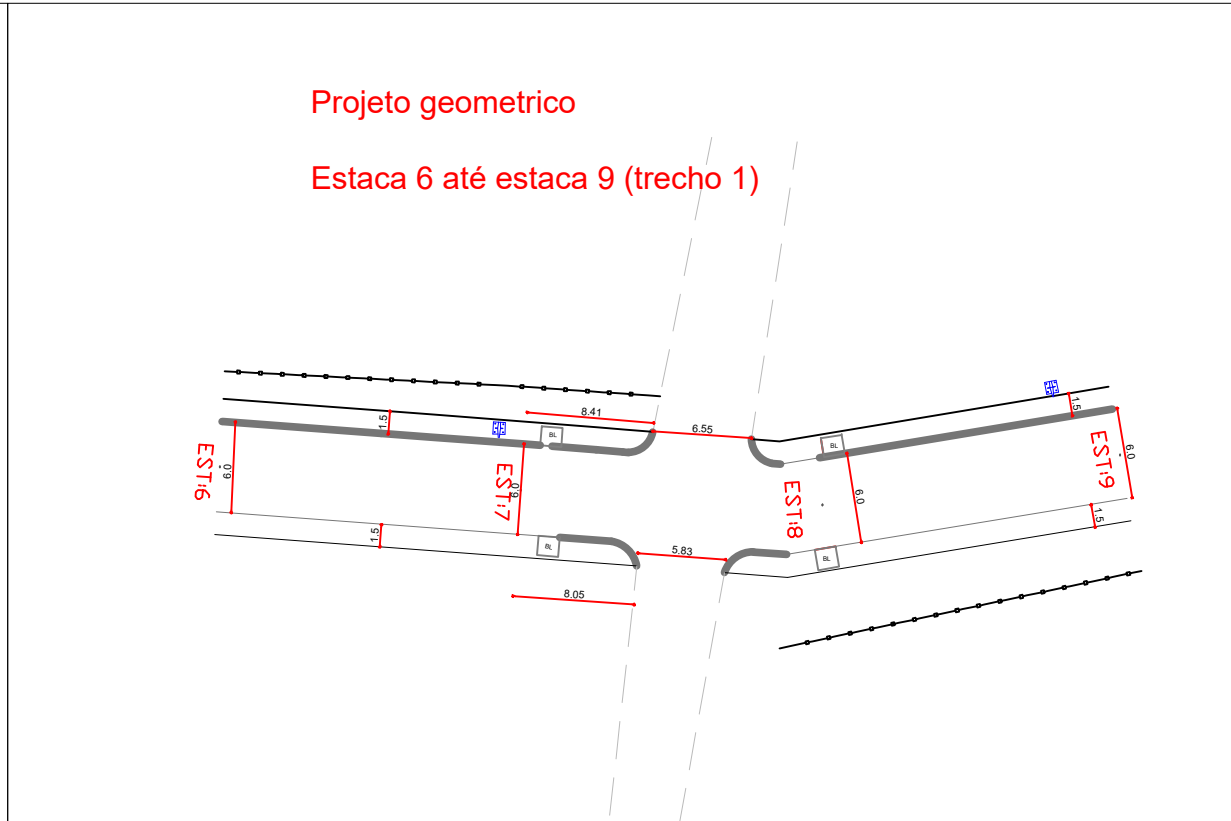 Projeto geometrico
Estaca 6 até estaca 9 (trecho 1)
8.41
6.55
1.5
1.5
BL
BL
6.0
6.0
6.0
6.0
EST:6
EST:7
EST:8
EST:9
1.5
1.5
BL
BL
5.83
8.05